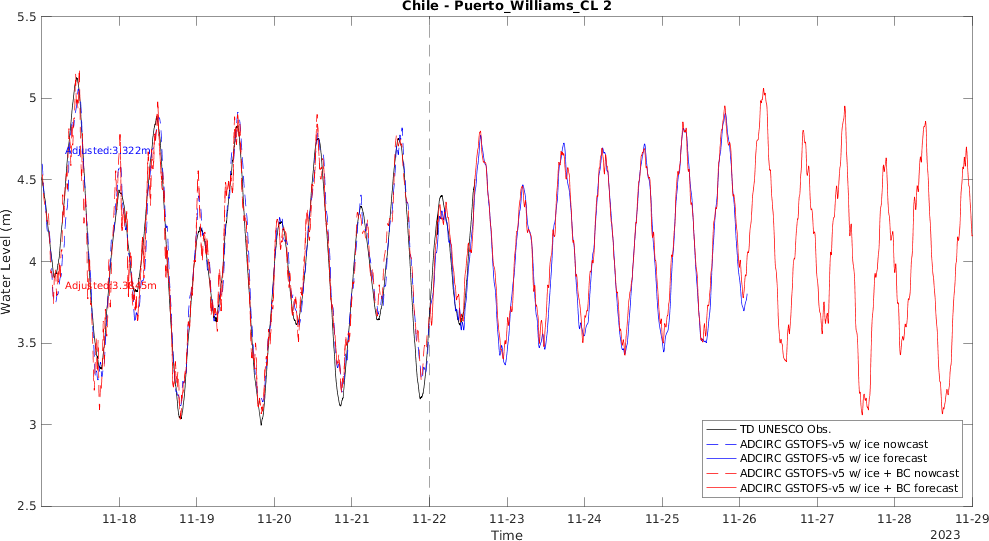 Chile - Puerto_Williams_CL 2
5.5
5
4.5
4
3.5
3
2.5
Water Level (m)
Adjusted:3.322m
TD UNESCO Obs.
ADCIRC GSTOFS-v5 w/ ice nowcast
ADCIRC GSTOFS-v5 w/ ice forecast
ADCIRC GSTOFS-v5 w/ ice + BC nowcast
ADCIRC GSTOFS-v5 w/ ice + BC forecast
11-18 11-19 11-20 11-21 11-22 11-23 11-24 11-25 11-26 11-27 11-28 11-29
Time
2023